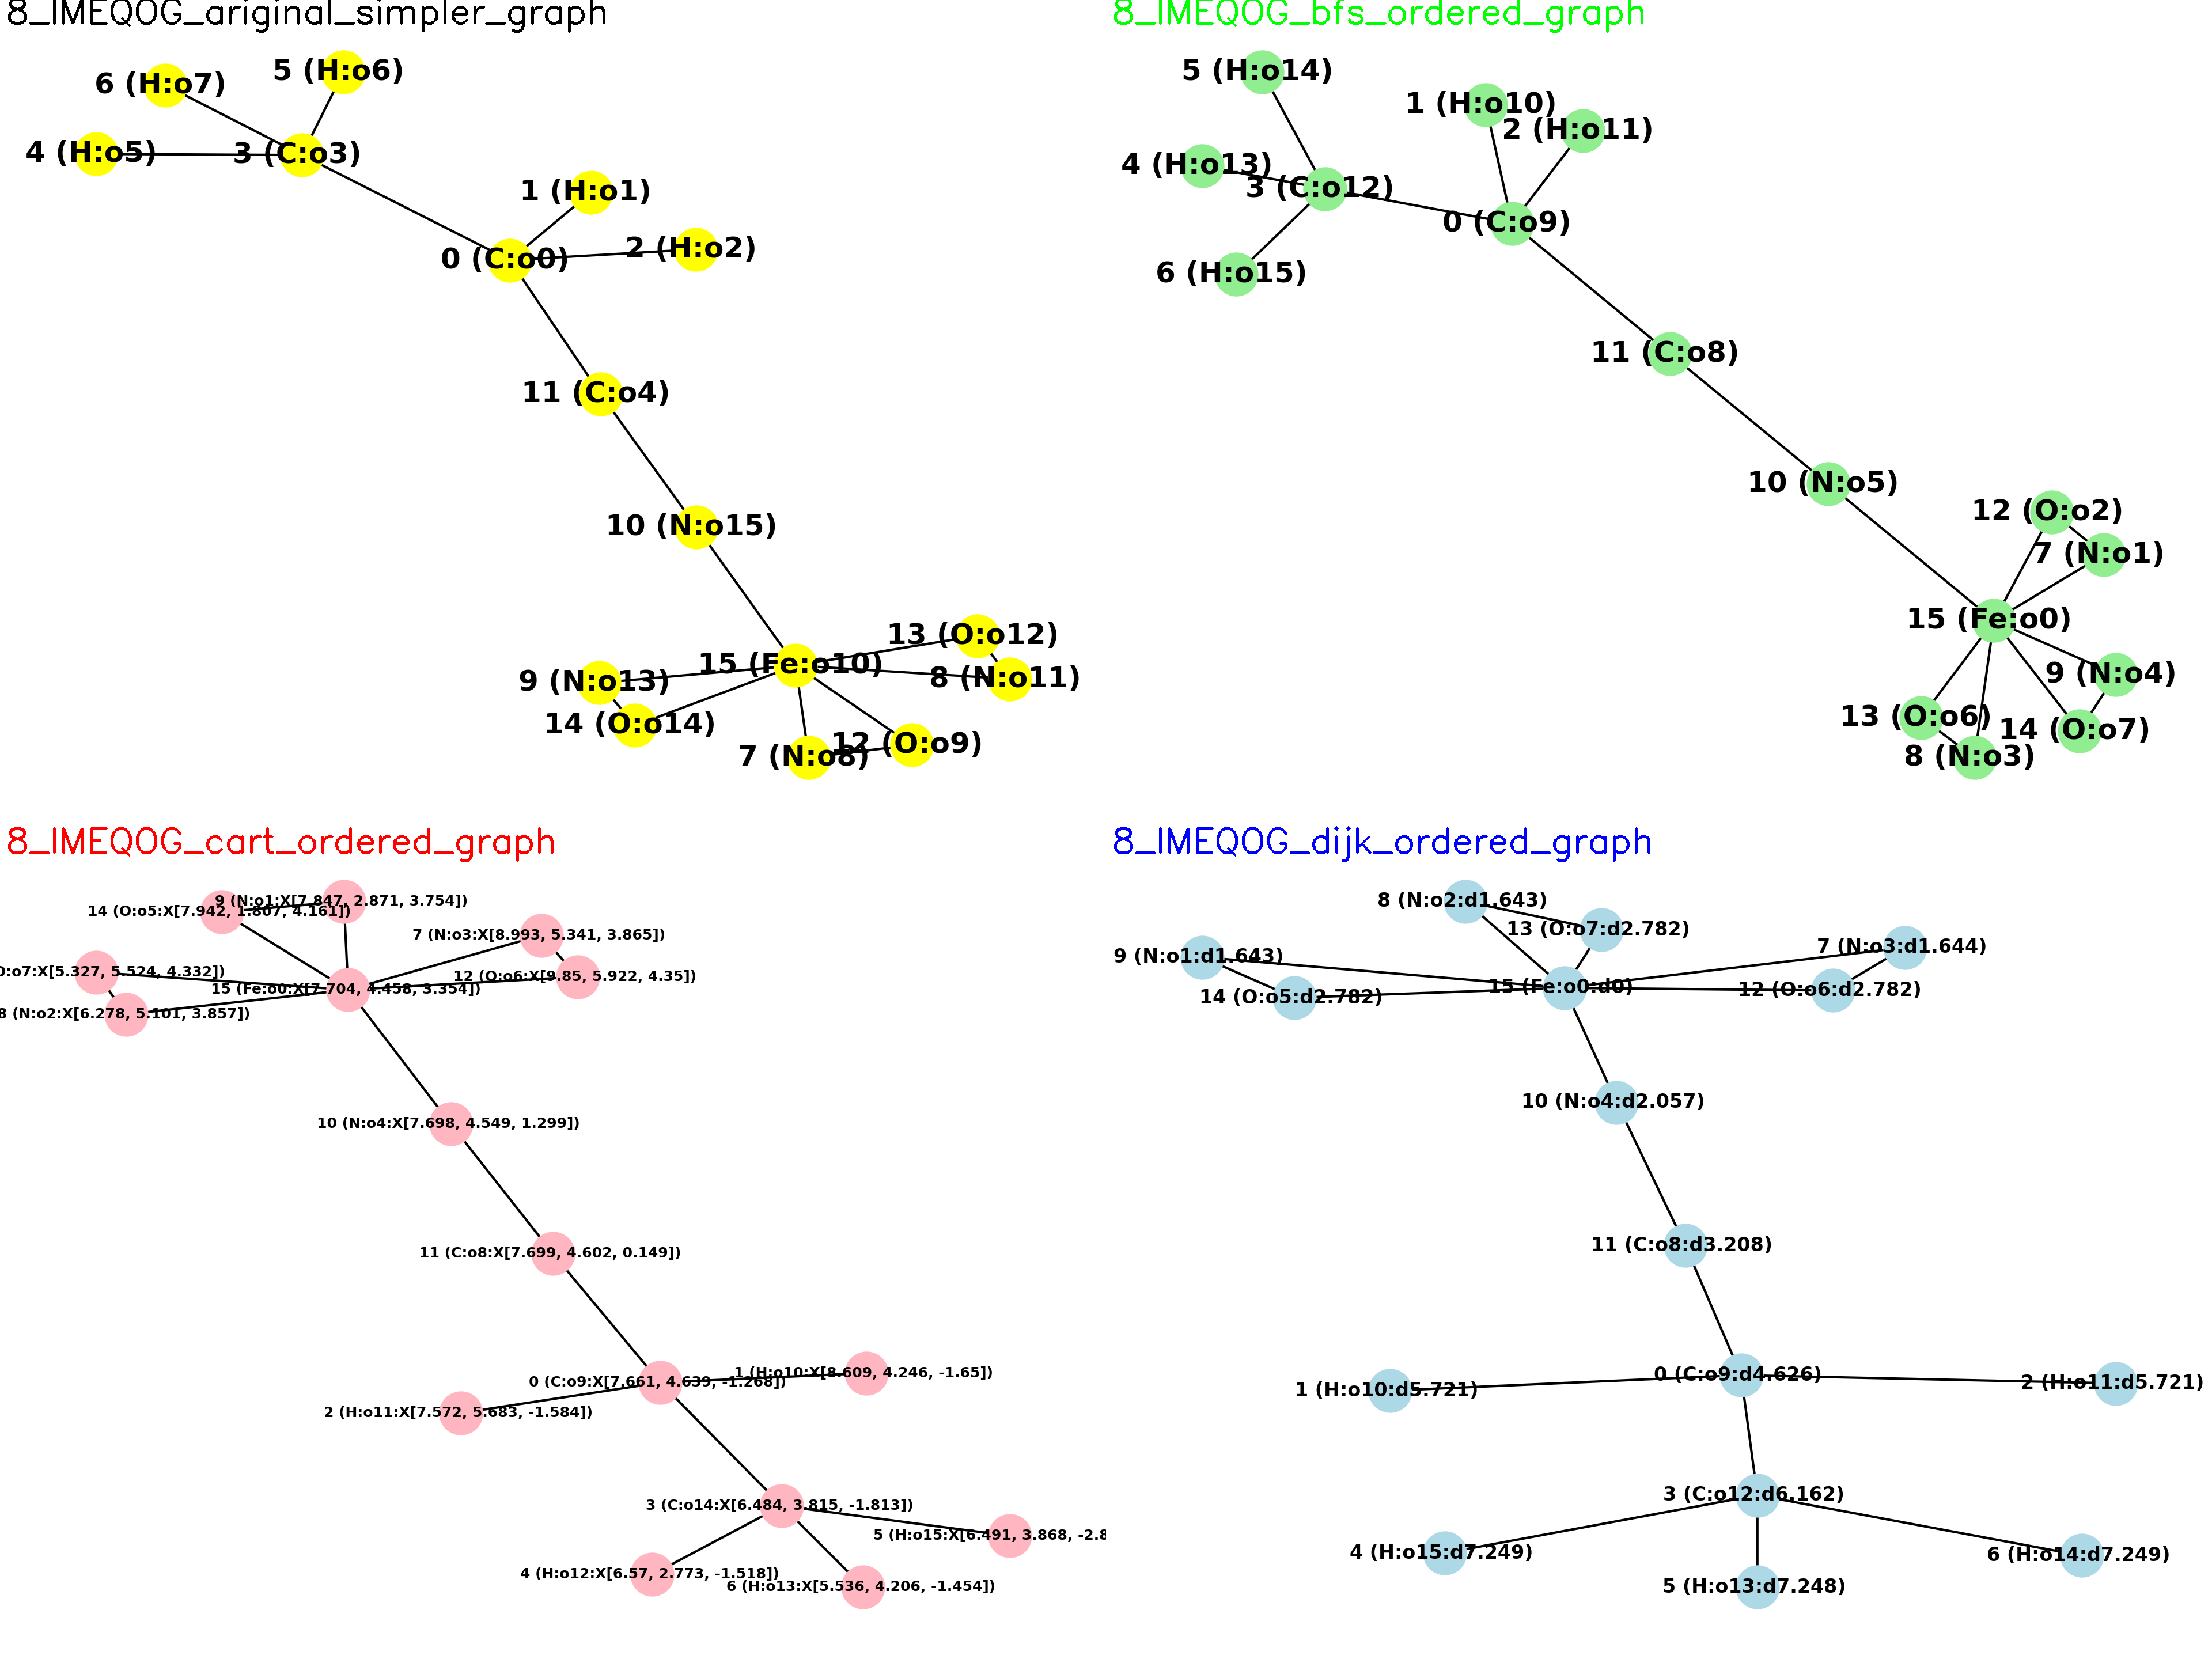 8_IMEQOG_ariginal_simpler_graph
6 (H:o7)
5 (H:o6)
4 (H:o5)
3 (C:o3)
1 (H:o1)
2 (H:o2)
0 (C:o0)
11 (C:o4)
10 (N:o15)
13 (O:o12)
15 (Fe:o10)
8 (N:o11)
9 (N:o13)
14 (O:o14)
12 (O:o9)
7 (N:o8)
8_IMEQOG_bfs_ordered_graph
5 (H:o14)
1 (H:o10)
2 (H:o11)
4 (H:o13)
3 (C:o12)
0 (C:o9)
6 (H:o15)
11 (C:o8)
10 (N:o5)
12 (O:o2)
7 (N:o1)
15 (Fe:o0)
9 (N:o4)
13 (O:o6)
14 (O:o7)
8 (N:o3)
8_IMEQOG_cart_ordered_graph
9 (N:o1:X[7.847, 2.871, 3.754])
14 (O:o5:X[7.942, 1.807, 4.161])
7 (N:o3:X[8.993, 5.341, 3.865])
O:o7:X[5.327, 5.524, 4.332])
12 (O:o6:X[9.85, 5.922, 4.35])
15 (Fe:o0:X[7.704, 4.458, 3.354])
8 (N:o2:X[6.278, 5.101, 3.857])
10 (N:o4:X[7.698, 4.549, 1.299])
11 (C:o8:X[7.699, 4.602, 0.149])
1 (H:o10:X[8.609, 4.246, -1.65])
0 (C:o9:X[7.661, 4.639, -1.268])
2 (H:o11:X[7.572, 5.683, -1.584])
3 (C:o14:X[6.484, 3.815, -1.813])
5 (H:o15:X[6.491, 3.868, -2.8
4 (H:o12:X[6.57, 2.773, -1.518])
6 (H:o13:X[5.536, 4.206, -1.454])
8_IMEQOG_dijk_ordered_graph
8 (N:o2:d1.643)
13 (O:o7:d2.782)
7 (N:o3:d1.644)
9 (N:o1:d1.643)
15 (Fe:o0:d0)
12 (O:o6:d2.782)
14 (O:o5:d2.782)
10 (N:o4:d2.057)
11 (C:o8:d3.208)
0 (C:o9:d4.626)
2 (H:o11:d5.721)
1 (H:o10:d5.721)
3 (C:o12:d6.162)
4 (H:o15:d7.249)
6 (H:o14:d7.249)
5 (H:o13:d7.248)